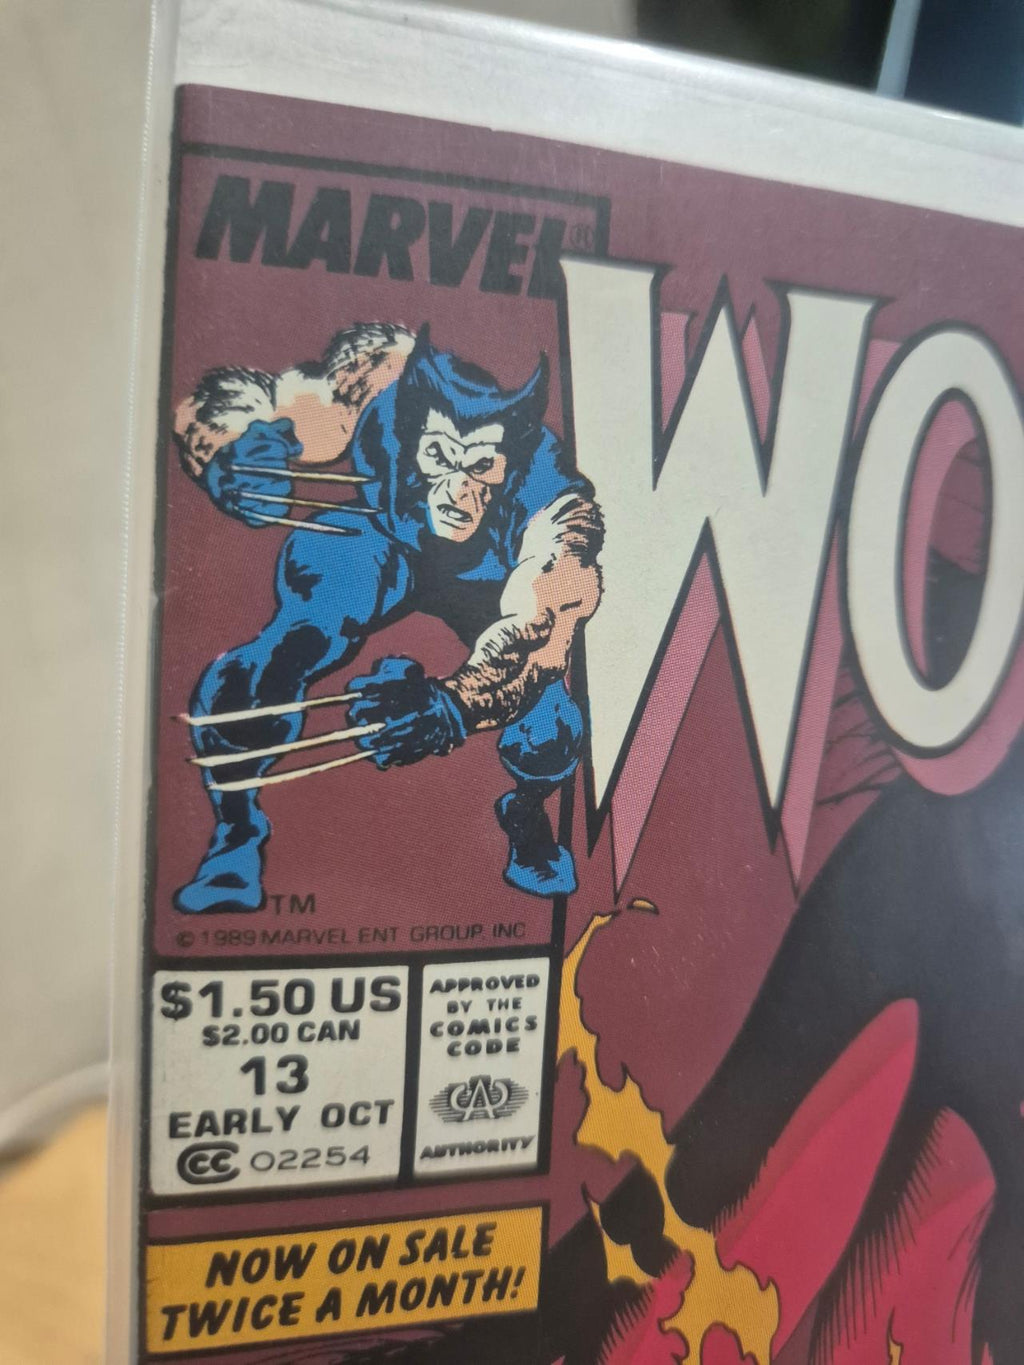 MARVEL®
WO
TM
© 1989 MARVEL ENT GROUP, INC
$1.50 US
$2.00 CAN
13
EARLY OCT
CC 02254
APPROVED
BY THE
COMICS
CODE
CAC
AUTHORITY
NOW ON SALE
TWICE A MONTH!